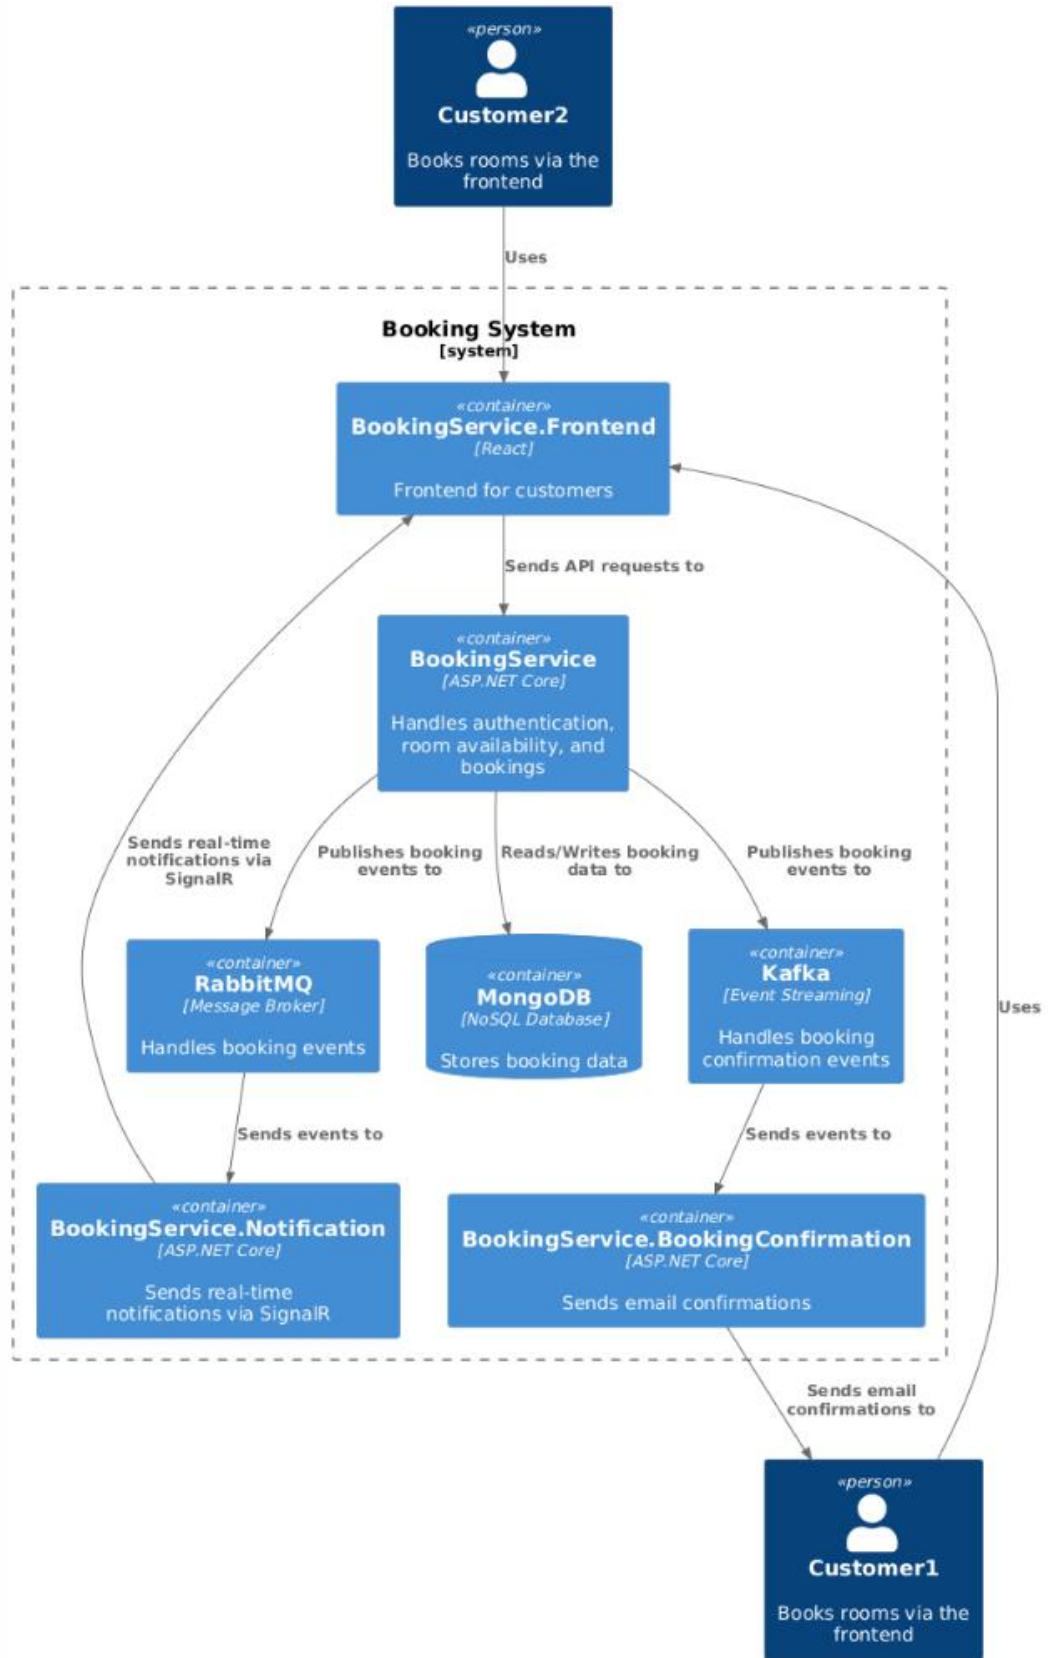 «person»
Customer2
Books rooms via the
frontend
Uses
Booking System
[system]
«container»
BookingService.Frontend
[React]
Frontend for customers
Sends API requests to
«container»
BookingService
[ASP.NET Core]
Handles authentication,
room availability, and
bookings
Sends real-time
notifications via
SignalR
Publishes booking
events to
Reads/Writes booking
data to
Publishes booking
events to
«container»
RabbitMQ
[Message Broker]
Handles booking events
«container»
MongoDB
[NoSQL Database]
Stores booking data
«container»
Kafka
[Event Streaming]
Handles booking
confirmation events
Uses
Sends events to
Sends events to
«container»
BookingService.Notification
[ASP.NET Core]
Sends real-time
notifications via SignalR
«container»
BookingService.BookingConfirmation
[ASP.NET Core]
Sends email confirmations
Sends email
confirmations to
«person»
Customer1
Books rooms via the
frontend